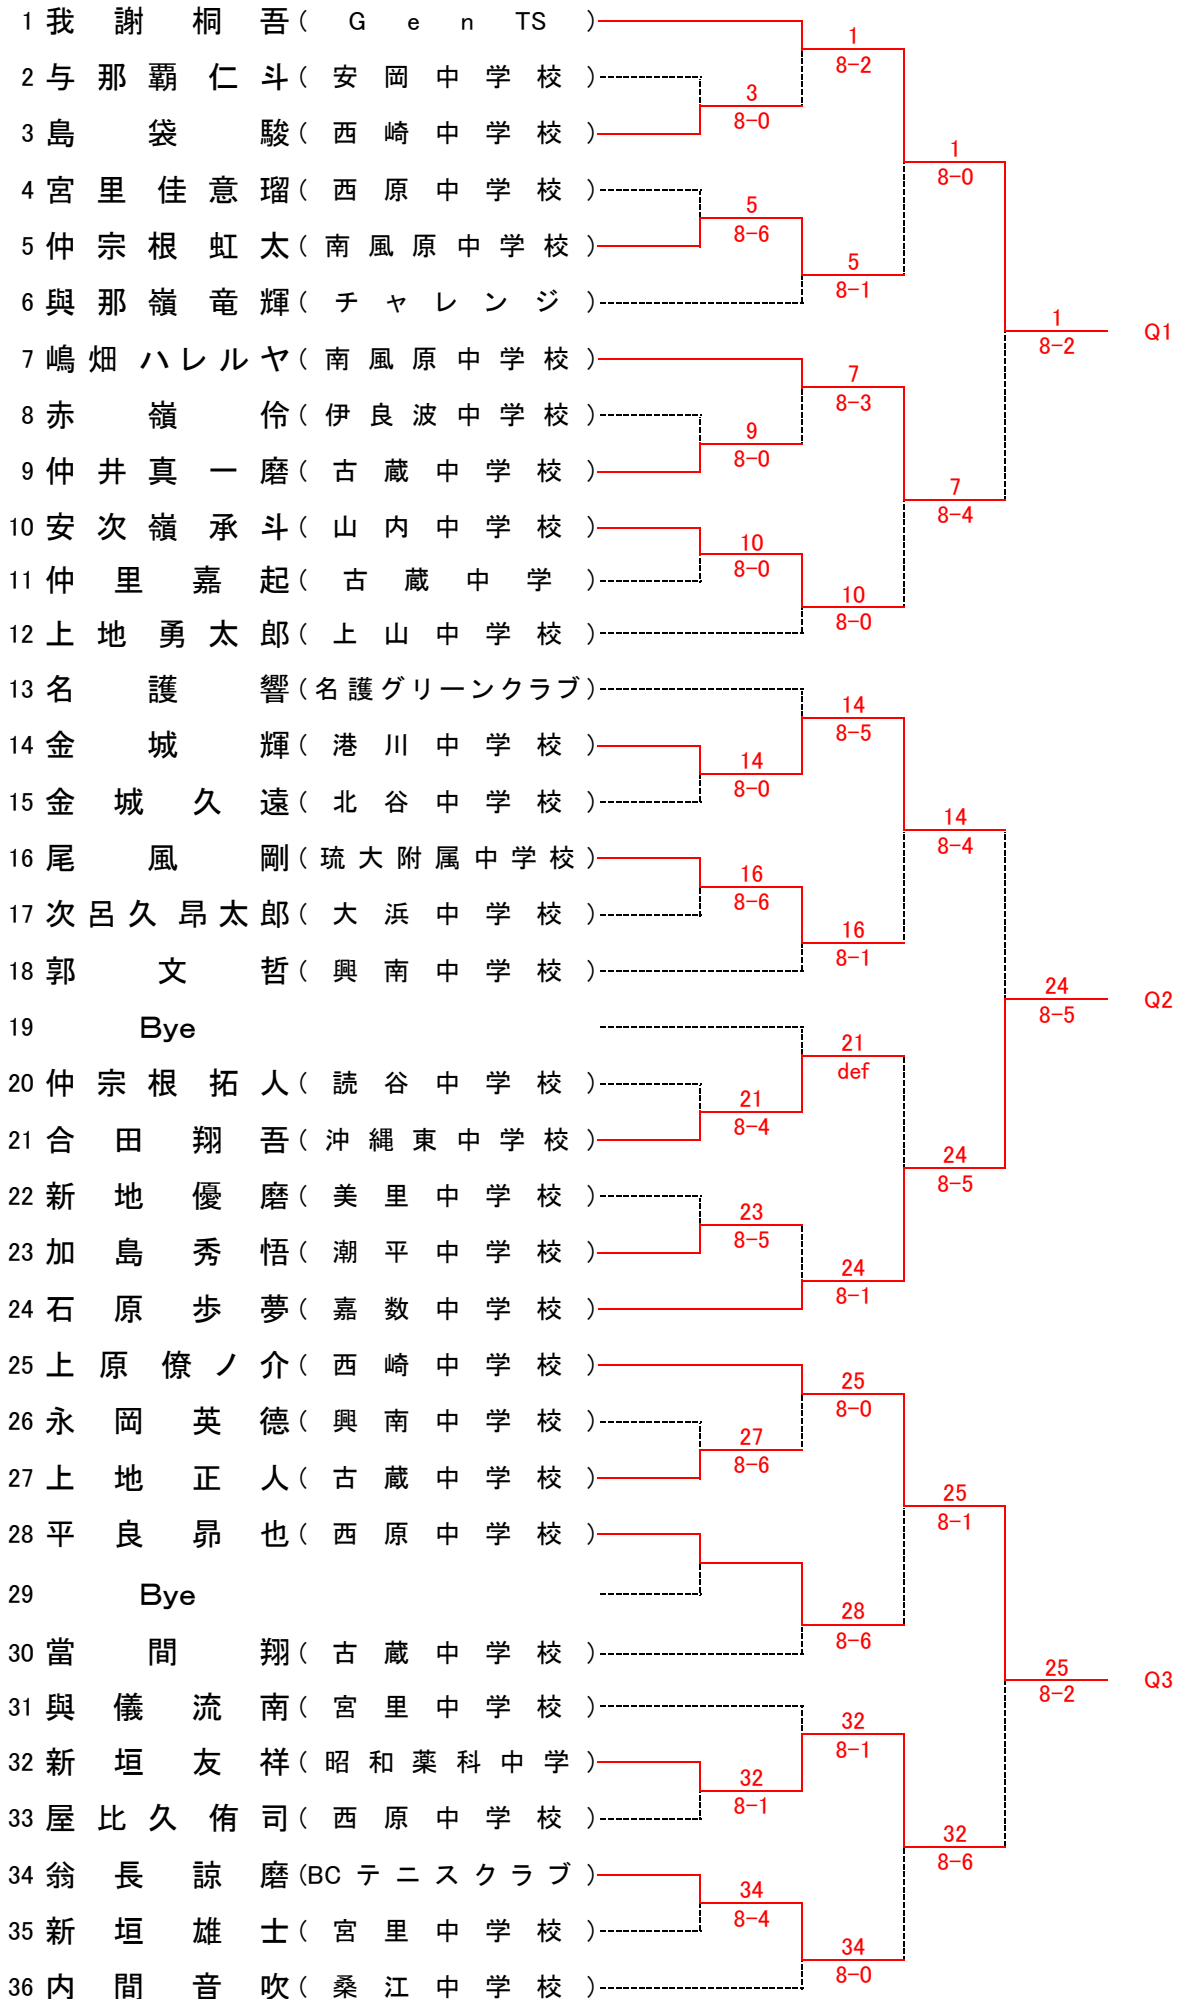 1 我謝桐吾 ( Gen TS )
1
8-2
2 与那覇仁斗 ( 安岡中学校 )
3
8-0
3 島袋駿 ( 西崎中学校 )
1
8-0
4 宮里佳意瑠 ( 西原中学校 )
5
8-6
5 仲宗根虹太 ( 南風原中学校 )
5
8-1
6 與那嶺竜輝 ( チャレンジ )
1
8-2
Q1
7 嶋畑ハレルヤ ( 南風原中学校 )
7
8-3
8 赤嶺伶 ( 伊良波中学校 )
9
8-0
9 仲井真一磨 ( 古蔵中学校 )
7
8-4
10 安次嶺承斗 ( 山内中学校 )
10
8-0
11 仲里嘉起 ( 古蔵中学 )
10
8-0
12 上地勇太郎 ( 上山中学校 )
13 名護響 ( 名護グリーンクラブ )
14
8-5
14 金城輝 ( 港川中学校 )
14
8-0
15 金城久遠 ( 北谷中学校 )
14
8-4
16 尾風剛 ( 琉大附属中学校 )
16
8-6
17 次呂久昂太郎 ( 大浜中学校 )
16
8-1
18 郭文哲 ( 興南中学校 )
24
8-5
Q2
19 Bye
21
def
20 仲宗根拓人 ( 読谷中学校 )
21
8-4
21 合田翔吾 ( 沖縄東中学校 )
24
8-5
22 新地優磨 ( 美里中学校 )
23
8-5
23 加島秀悟 ( 潮平中学校 )
24
8-1
24 石原歩夢 ( 嘉数中学校 )
25 上原僚ノ介 ( 西崎中学校 )
25
8-0
26 永岡英德 ( 興南中学校 )
27
8-6
27 上地正人 ( 古蔵中学校 )
25
8-1
28 平良昴也 ( 西原中学校 )
29 Bye
28
8-6
30 當間翔 ( 古蔵中学校 )
25
8-2
Q3
31 與儀流南 ( 宮里中学校 )
32
8-1
32 新垣友祥 ( 昭和薬科中学 )
32
8-1
33 屋比久侑司 ( 西原中学校 )
32
8-6
34 翁長諒磨 ( BCテニスクラブ )
34
8-4
35 新垣雄士 ( 宮里中学校 )
34
8-0
36 内間音吹 ( 桑江中学校 )